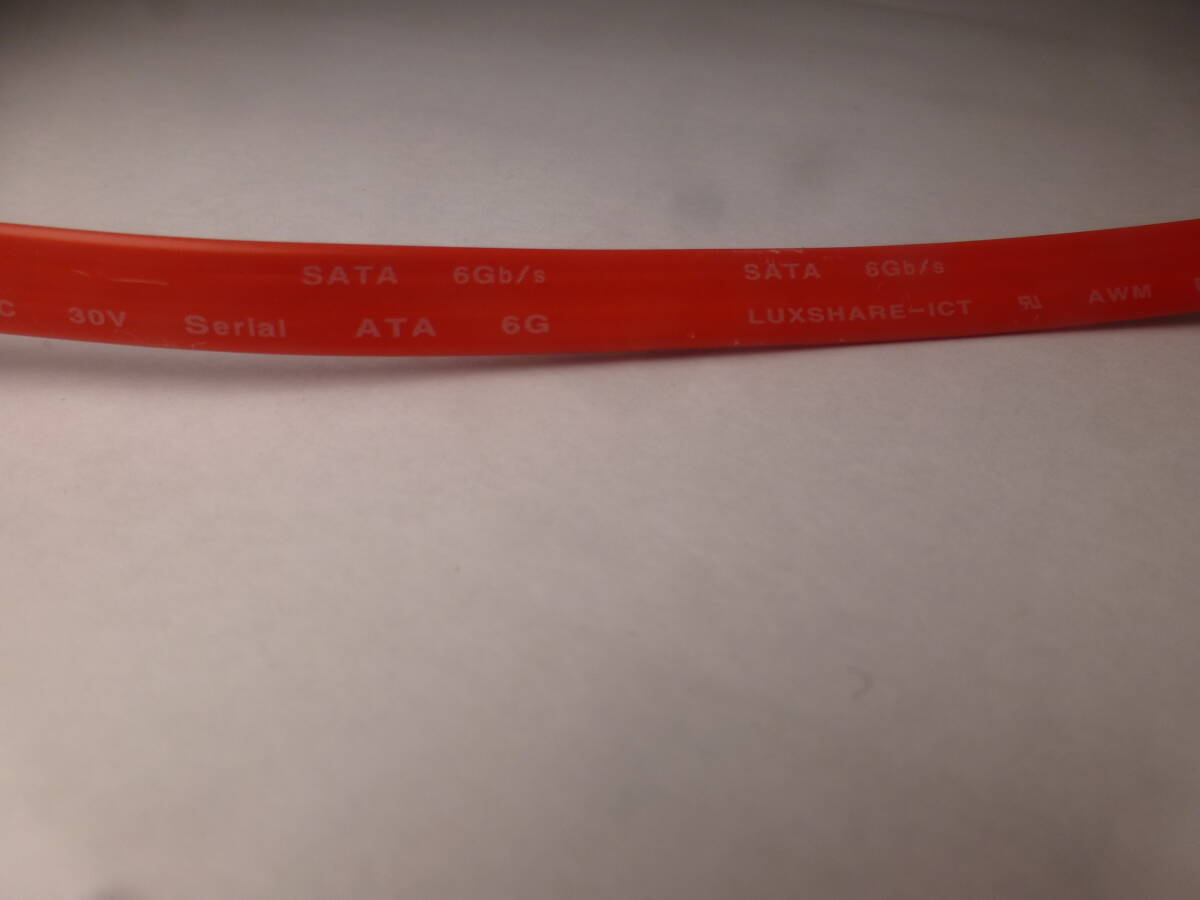 SATA 6Gb/s SATA 6Gb/s
C 30V Serial ATA 6G LUXSHARE-ICT AWM